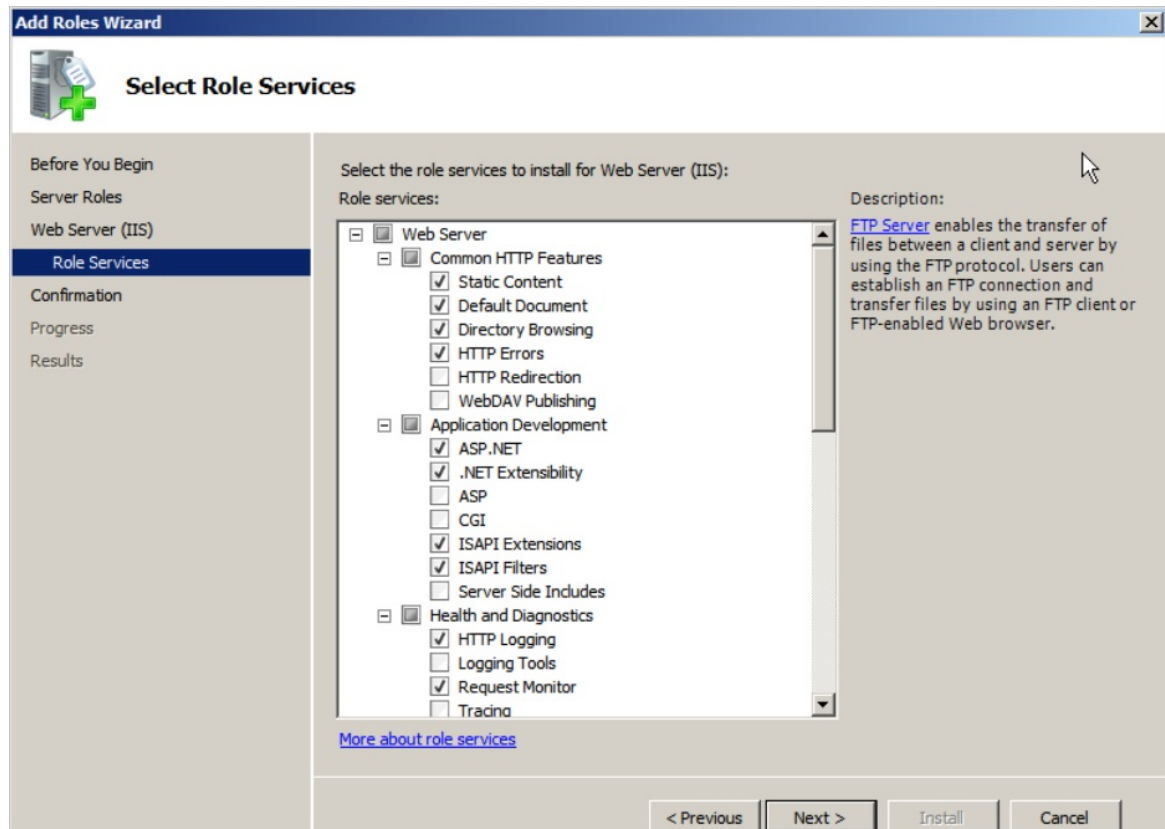 Add Roles Wizard
Select Role Services
Before You Begin
Server Roles
Web Server (IIS)
Role Services
Confirmation
Progress
Results
Select the role services to install for Web Server (IIS):
Role services:
Web Server
Common HTTP Features
Static Content
Default Document
Directory Browsing
HTTP Errors
HTTP Redirection
WebDAV Publishing
Application Development
ASP.NET
.NET Extensibility
ASP
CGI
ISAPI Extensions
ISAPI Filters
Server Side Includes
Health and Diagnostics
HTTP Logging
Logging Tools
Request Monitor
Tracing
More about role services
Description:
FTP Server enables the transfer of
files between a client and server by
using the FTP protocol. Users can
establish an FTP connection and
transfer files by using an FTP client or
FTP-enabled Web browser.
< Previous
Next >
Install
Cancel